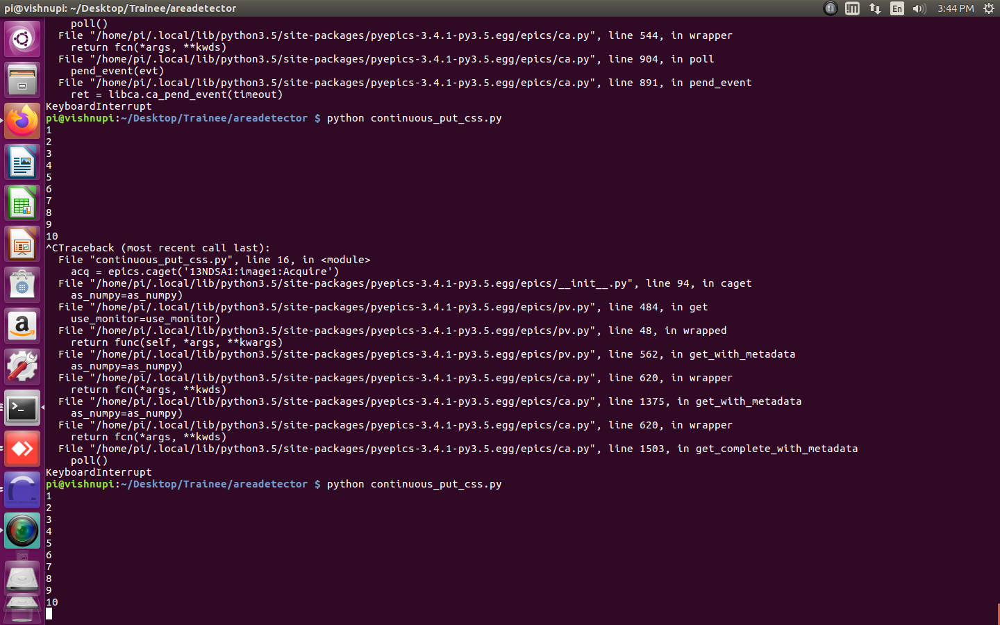 pi@vishnupi: ~/Desktop/Trainee/areadetector
En
3:44 PM
    poll()
  File "/home/pi/.local/lib/python3.5/site-packages/pyepics-3.4.1-py3.5.egg/epics/ca.py", line 544, in wrapper
    return fcn(*args, **kwds)
  File "/home/pi/.local/lib/python3.5/site-packages/pyepics-3.4.1-py3.5.egg/epics/ca.py", line 904, in poll
    pend_event(evt)
  File "/home/pi/.local/lib/python3.5/site-packages/pyepics-3.4.1-py3.5.egg/epics/ca.py", line 891, in pend_event
    ret = libca.ca_pend_event(timeout)
KeyboardInterrupt
pi@vishnupi:~/Desktop/Trainee/areadetector $ python continuous_put_css.py
1
2
3
4
5
6
7
8
9
10
^CTraceback (most recent call last):
  File "continuous_put_css.py", line 16, in <module>
    acq = epics.caget('13NDSA1:image1:Acquire')
  File "/home/pi/.local/lib/python3.5/site-packages/pyepics-3.4.1-py3.5.egg/epics/__init__.py", line 94, in caget
    as_numpy=as_numpy)
  File "/home/pi/.local/lib/python3.5/site-packages/pyepics-3.4.1-py3.5.egg/epics/pv.py", line 484, in get
    use_monitor=use_monitor)
  File "/home/pi/.local/lib/python3.5/site-packages/pyepics-3.4.1-py3.5.egg/epics/pv.py", line 48, in wrapped
    return func(self, *args, **kwargs)
  File "/home/pi/.local/lib/python3.5/site-packages/pyepics-3.4.1-py3.5.egg/epics/pv.py", line 562, in get_with_metadata
    as_numpy=as_numpy)
  File "/home/pi/.local/lib/python3.5/site-packages/pyepics-3.4.1-py3.5.egg/epics/ca.py", line 620, in wrapper
    return fcn(*args, **kwds)
  File "/home/pi/.local/lib/python3.5/site-packages/pyepics-3.4.1-py3.5.egg/epics/ca.py", line 1375, in get_with_metadata
    as_numpy=as_numpy)
  File "/home/pi/.local/lib/python3.5/site-packages/pyepics-3.4.1-py3.5.egg/epics/ca.py", line 620, in wrapper
    return fcn(*args, **kwds)
  File "/home/pi/.local/lib/python3.5/site-packages/pyepics-3.4.1-py3.5.egg/epics/ca.py", line 1503, in get_complete_with_metadata
    poll()
KeyboardInterrupt
pi@vishnupi:~/Desktop/Trainee/areadetector $ python continuous_put_css.py
1
2
3
4
5
6
7
8
9
10